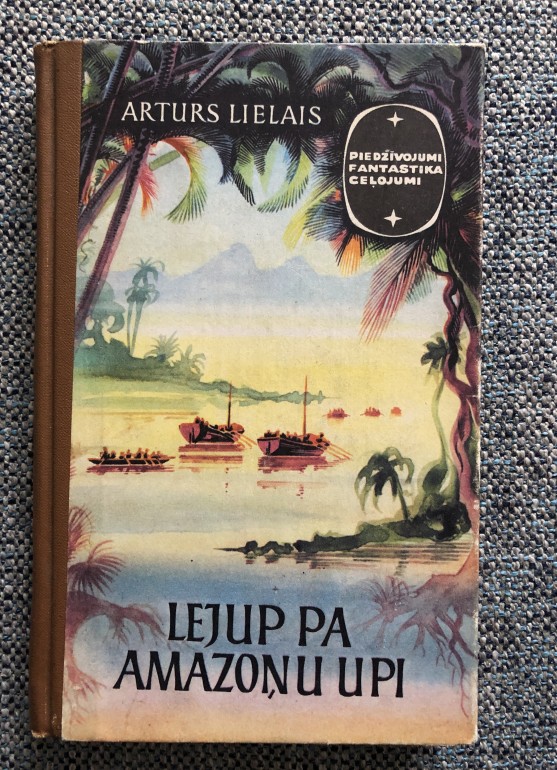 ARTURS LIELAIS
PIEDZĪVOJUMI
FANTASTIKA
CEĻOJUMI
LEJUP PA
AMAZOŅU UPI